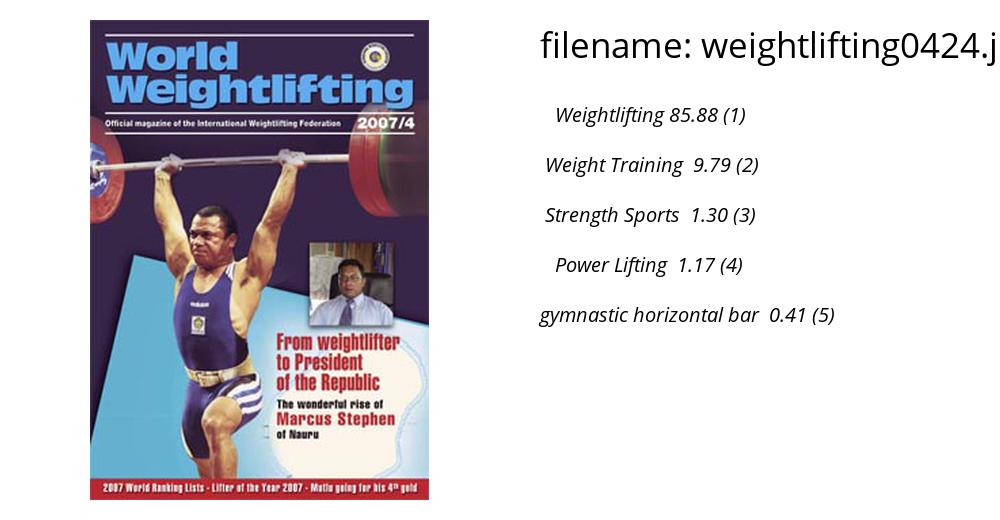 World
Weightlifting
Official magazine of the International Weightlifting Federation 2007/4
adidas
From weightlifter
to President
of the Republic
The wonderful rise of
Marcus Stephen
of Nauru
2007 World Ranking Lists - Lifter of the Year 2007 - Mutlu going for his 4th gold
filename: weightlifting0424.j
Weightlifting 85.88 (1)
Weight Training 9.79 (2)
Strength Sports 1.30 (3)
Power Lifting 1.17 (4)
gymnastic horizontal bar 0.41 (5)